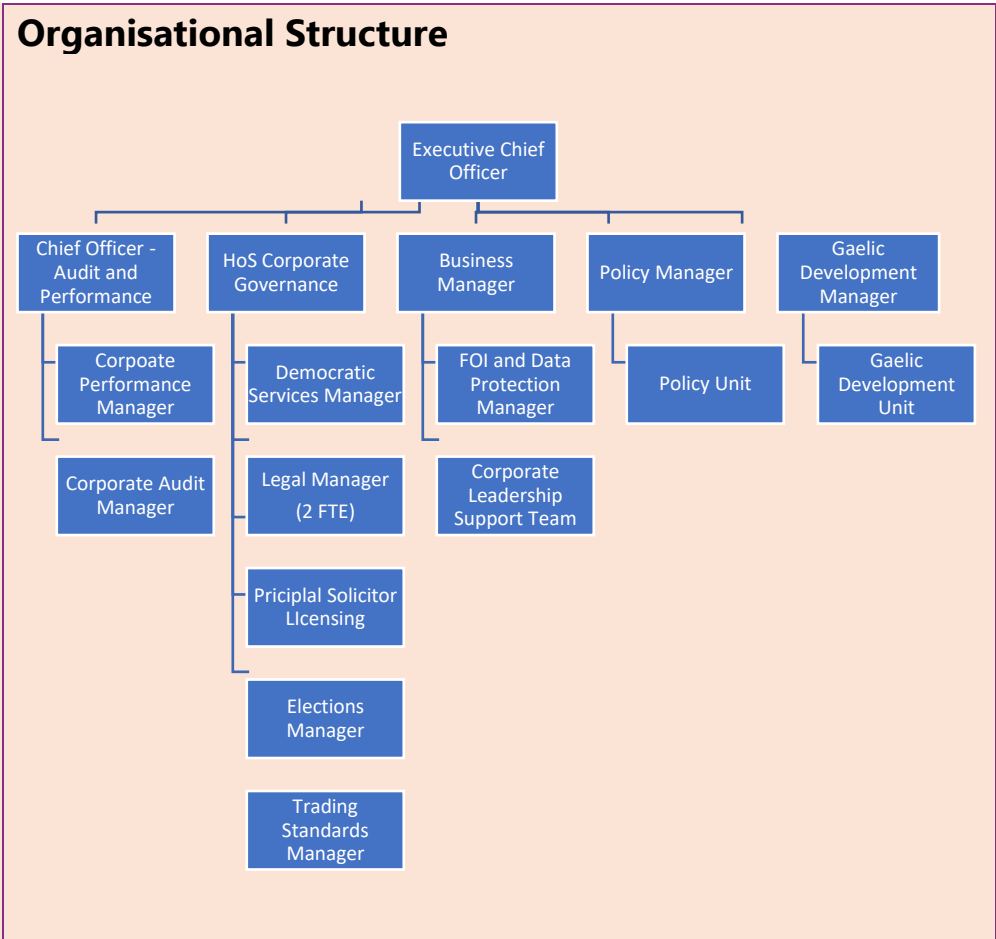 Organisational Structure
Executive Chief
Officer
Chief Officer -
Audit and
Performance
HoS Corporate
Governance
Business
Manager
Policy Manager
Gaelic
Development
Manager
Corpoate
Performance
Manager
Democratic
Services Manager
FOI and Data
Protection
Manager
Policy Unit
Gaelic
Development
Unit
Corporate Audit
Manager
Legal Manager
(2 FTE)
Corporate
Leadership
Support Team
Priciplal Solicitor
LIcensing
Elections
Manager
Trading
Standards
Manager